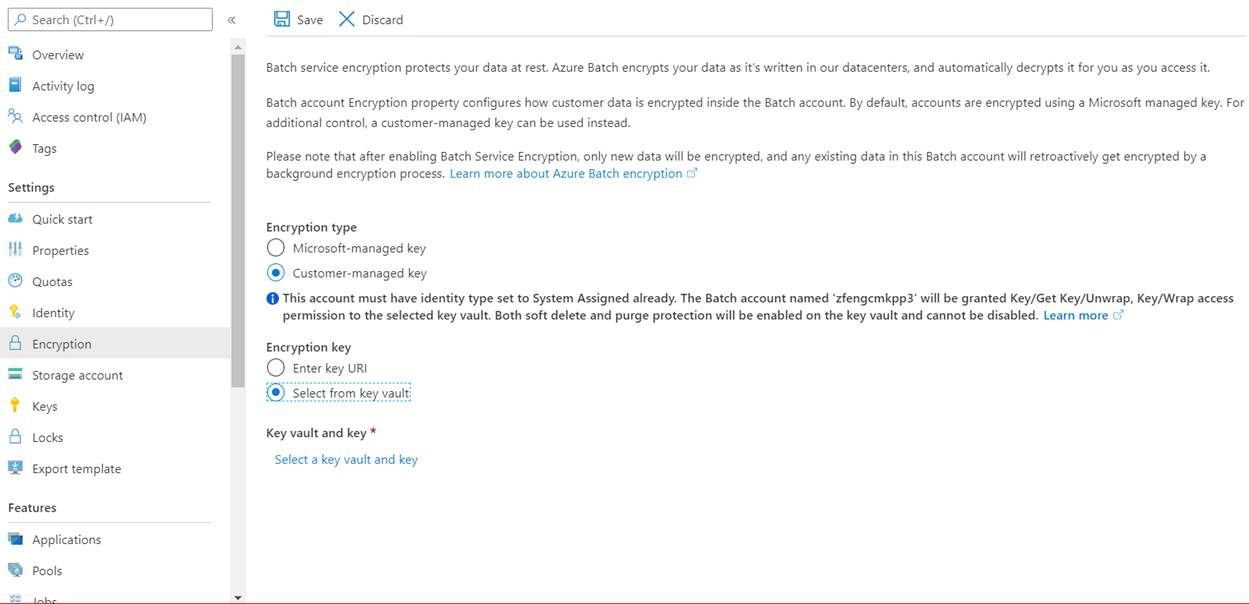 Search (Ctrl+/)
«
Save
Discard
Overview
Activity log
Access control (IAM)
Tags
Settings
Quick start
Properties
Quotas
Identity
Encryption
Storage account
Keys
Locks
Export template
Features
Applications
Pools
Jobs
Batch service encryption protects your data at rest. Azure Batch encrypts your data as it's written in our datacenters, and automatically decrypts it for you as you access it.
Batch account Encryption property configures how customer data is encrypted inside the Batch account. By default, accounts are encrypted using a Microsoft managed key. For
additional control, a customer-managed key can be used instead.
Please note that after enabling Batch Service Encryption, only new data will be encrypted, and any existing data in this Batch account will retroactively get encrypted by a
background encryption process. Learn more about Azure Batch encryption
Encryption type
Microsoft-managed key
Customer-managed key
This account must have identity type set to System Assigned already. The Batch account named 'zfengcmkpp3' will be granted Key/Get Key/Unwrap, Key/Wrap access
permission to the selected key vault. Both soft delete and purge protection will be enabled on the key vault and cannot be disabled. Learn more
Encryption key
Enter key URI
Select from key vault
Key vault and key *
Select a key vault and key